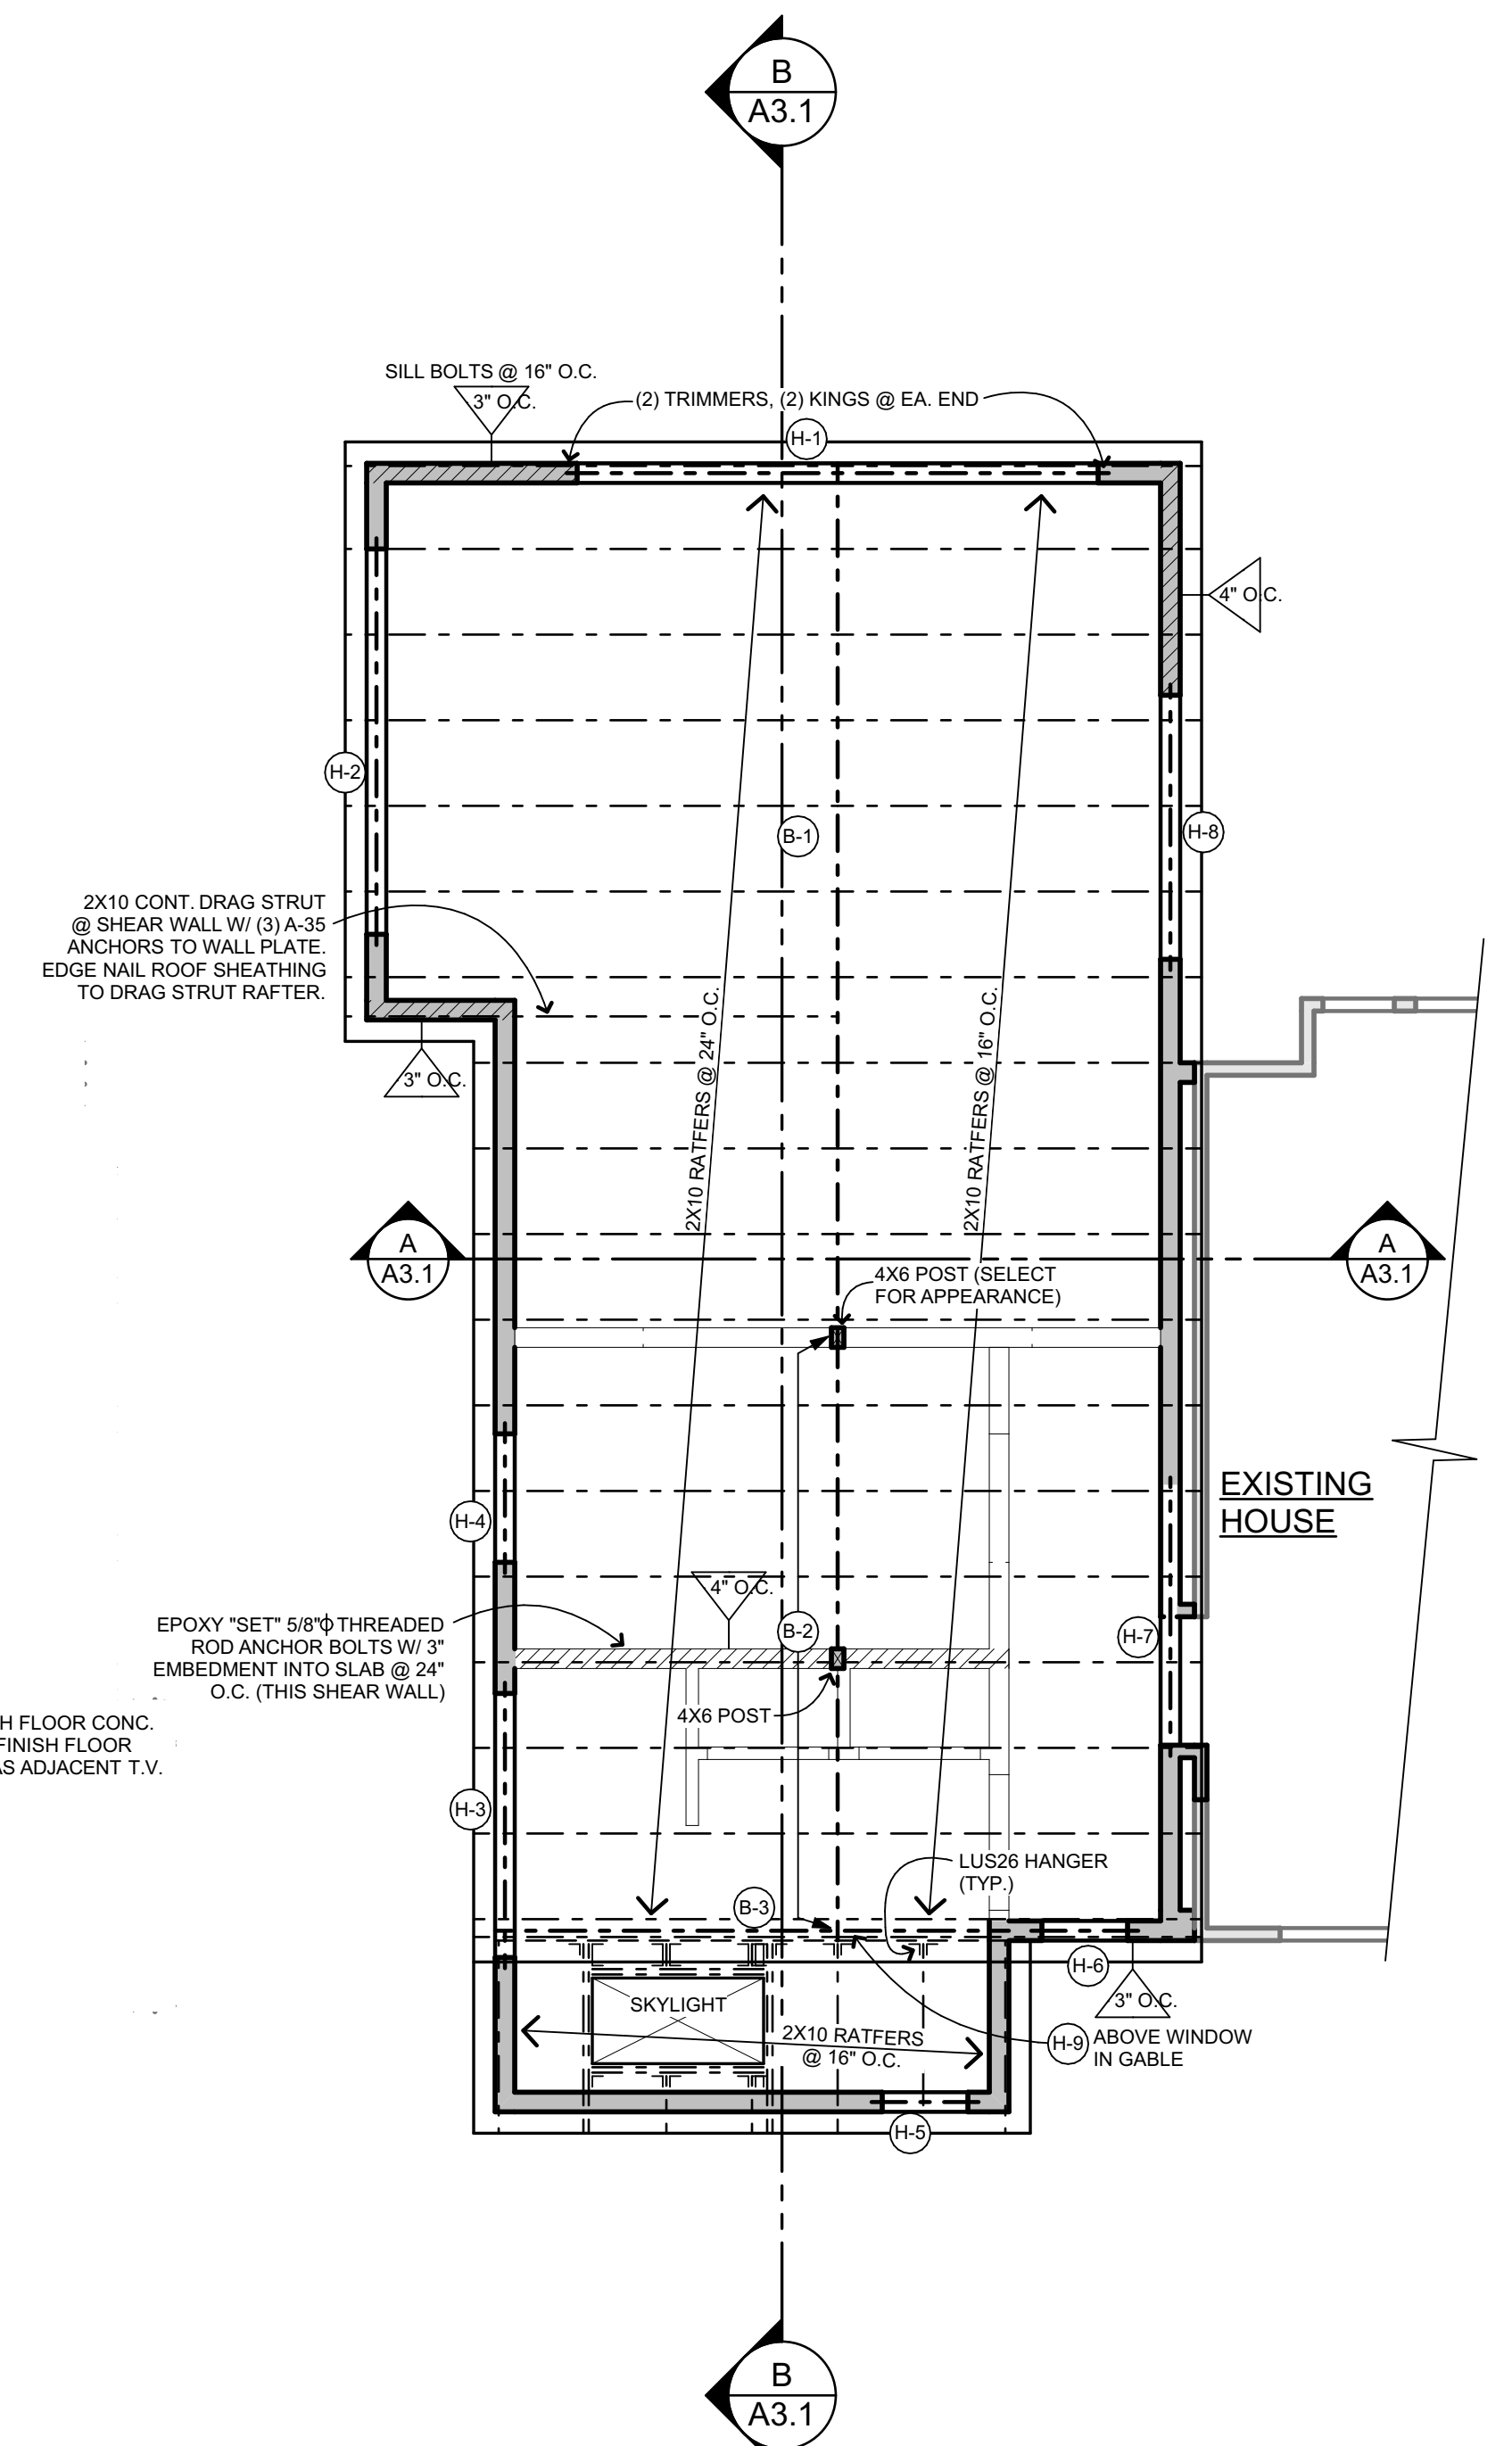 B
A3.1
SILL BOLTS @ 16" O.C.
3" O.C.
(2) TRIMMERS, (2) KINGS @ EA. END
H-1
4" O.C.
H-2
B-1
H-8
2X10 CONT. DRAG STRUT
@ SHEAR WALL W/ (3) A-35
ANCHORS TO WALL PLATE.
EDGE NAIL ROOF SHEATHING
TO DRAG STRUT RAFTER.
3" O.C.
2X10 RATFERS @ 24" O.C.
2X10 RATFERS @ 16" O.C.
A
A3.1
A
A3.1
4X6 POST (SELECT
FOR APPEARANCE)
EXISTING
HOUSE
H-4
4" O.C.
EPOXY "SET" 5/8"ϕ THREADED
ROD ANCHOR BOLTS W/ 3"
EMBEDMENT INTO SLAB @ 24"
O.C. (THIS SHEAR WALL)
B-2
H-7
4X6 POST
H FLOOR CONC.
FINISH FLOOR
AS ADJACENT T.V.
H-3
LUS26 HANGER
(TYP.)
B-3
H-6
3" O.C.
SKYLIGHT
2X10 RATFERS
@ 16" O.C.
H-9
ABOVE WINDOW
IN GABLE
H-5
B
A3.1